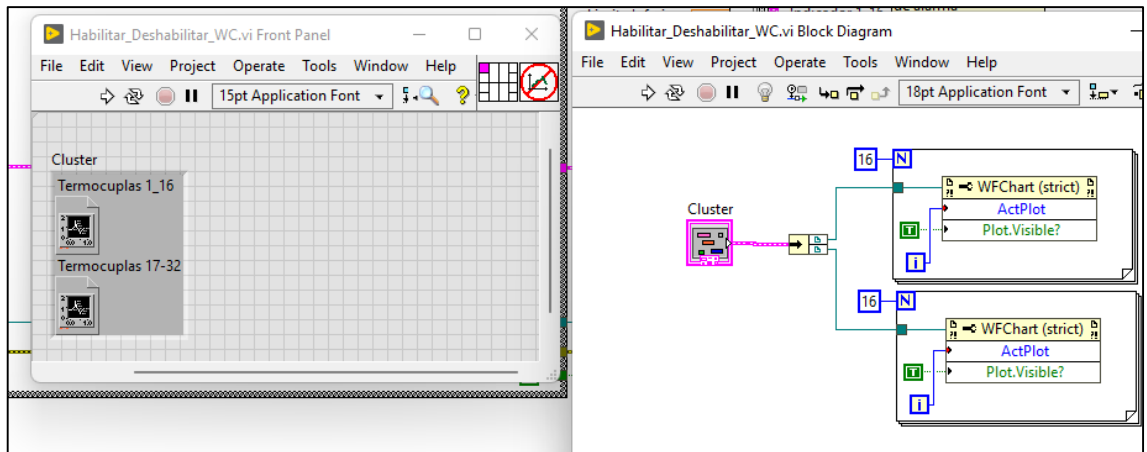 Habilitar_Deshabilitar_WC.vi Front Panel
File Edit View Project Operate Tools Window Help
15pt Application Font
Cluster
Termocuplas 1_16
Termocuplas 17-32
Habilitar_Deshabilitar_WC.vi Block Diagram
File Edit View Project Operate Tools Window Help
18pt Application Font
Cluster
16 N
WFChart (strict)
ActPlot
T Plot.Visible?
i
16 N
WFChart (strict)
ActPlot
T Plot.Visible?
i